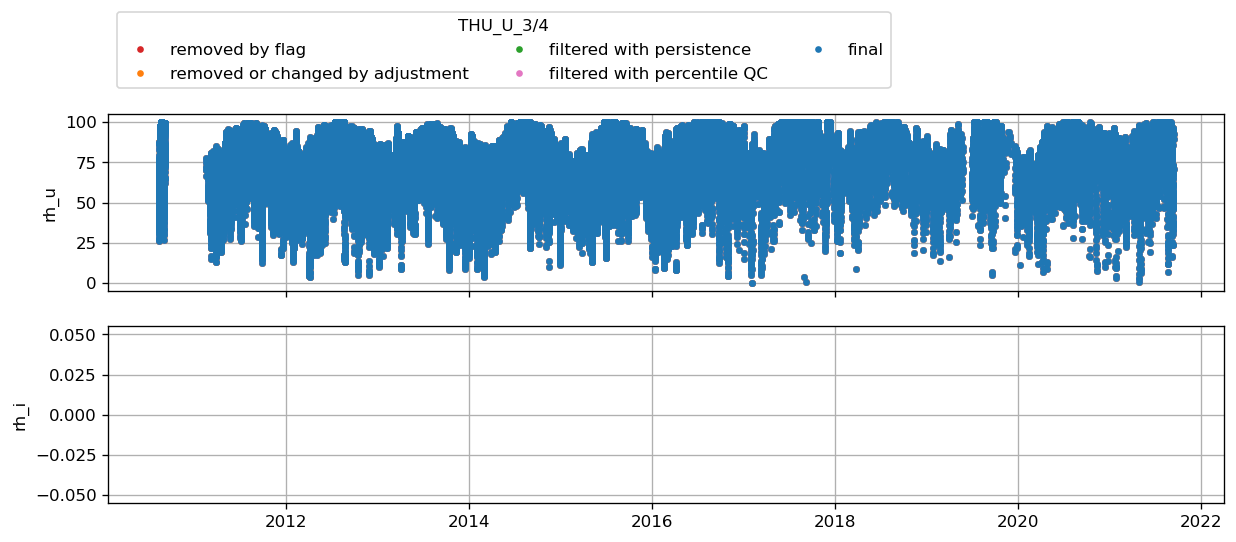 THU_U_3/4
removed by flag
filtered with persistence
final
removed or changed by adjustment
filtered with percentile QC
100
75
50
25
0
rh_u
0.050
0.025
0.000
−0.025
−0.050
rh_i
2012 2014 2016 2018 2020 2022